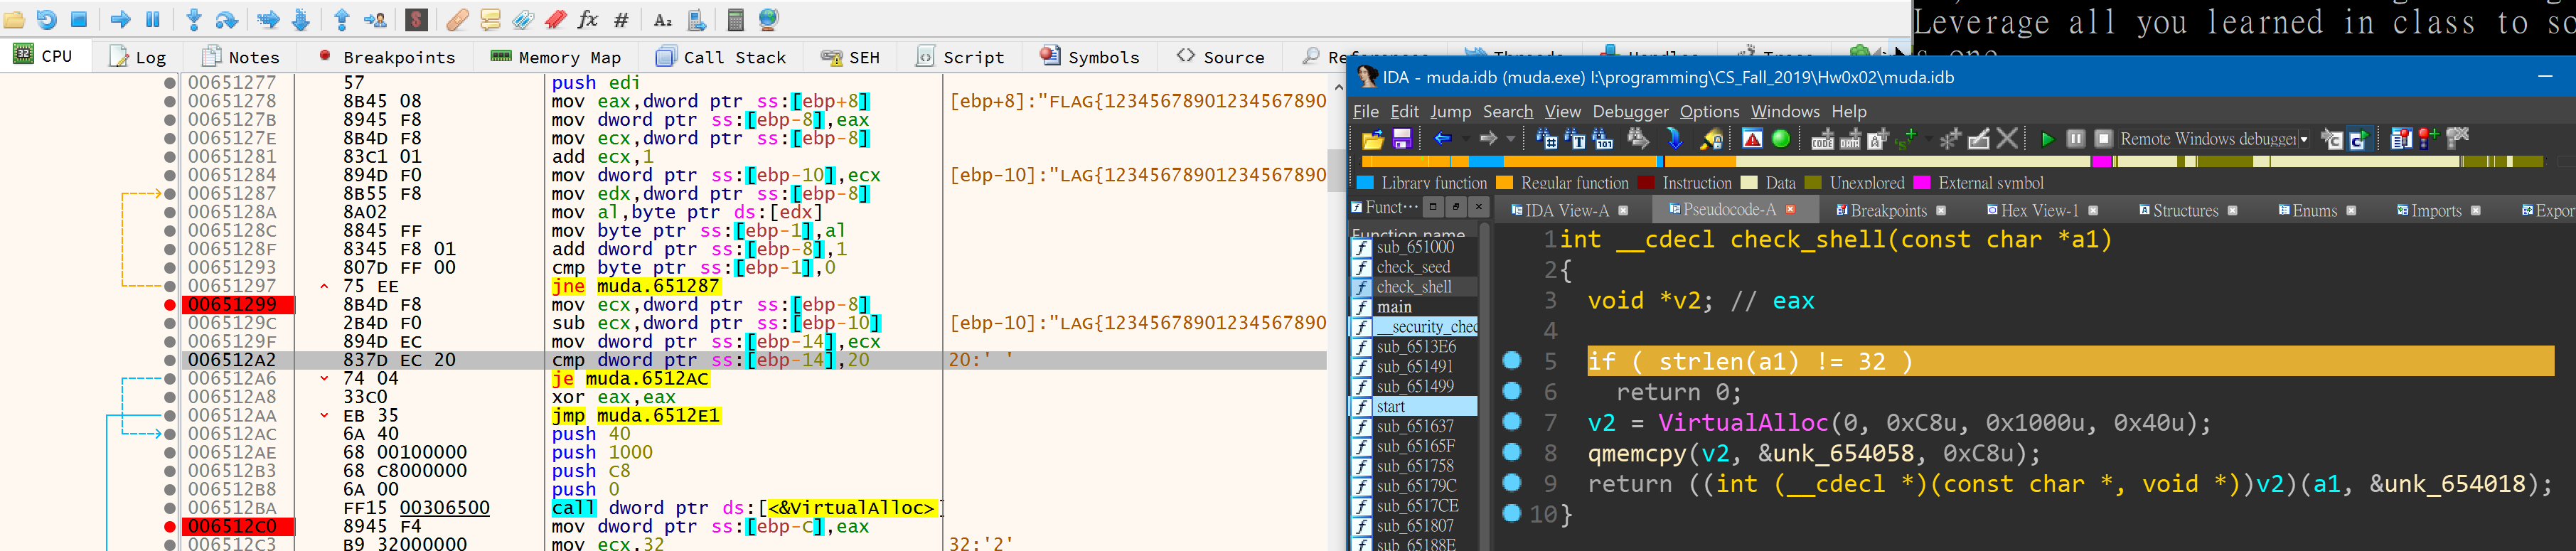 Leverage all you learned in class to so
s one
CPU Log Notes Breakpoints Memory Map Call Stack SEH Script Symbols Source References Threads Handles Trace
00651277 57 push edi
00651278 8B45 08 mov eax,dword ptr ss:[ebp+8] [ebp+8]:"FLAG{12345678901234567890
0065127B 8945 F8 mov dword ptr ss:[ebp-8],eax
0065127E 8B4D F8 mov ecx,dword ptr ss:[ebp-8]
00651281 83C1 01 add ecx,1
00651284 894D F0 mov dword ptr ss:[ebp-10],ecx [ebp-10]:"LAG{12345678901234567890
00651287 8B55 F8 mov edx,dword ptr ss:[ebp-8]
0065128A 8A02 mov al,byte ptr ds:[edx]
0065128C 8845 FF mov byte ptr ss:[ebp-1],al
0065128F 8345 F8 01 add dword ptr ss:[ebp-8],1
00651293 807D FF 00 cmp byte ptr ss:[ebp-1],0
00651297 75 EE jne muda.651287
00651299 8B4D F8 mov ecx,dword ptr ss:[ebp-8]
0065129C 2B4D F0 sub ecx,dword ptr ss:[ebp-10] [ebp-10]:"LAG{12345678901234567890
0065129F 894D EC mov dword ptr ss:[ebp-14],ecx
006512A2 837D EC 20 cmp dword ptr ss:[ebp-14],20 20:' '
006512A6 74 04 je muda.6512AC
006512A8 33C0 xor eax,eax
006512AA EB 35 jmp muda.6512E1
006512AC 6A 40 push 40
006512AE 68 00100000 push 1000
006512B3 68 C8000000 push C8
006512B8 6A 00 push 0
006512BA FF15 00306500 call dword ptr ds:[<&VirtualAlloc>]
006512C0 8945 F4 mov dword ptr ss:[ebp-C],eax
006512C3 B9 32000000 mov ecx,32 32:'2'
IDA - muda.idb (muda.exe) I:\programming\CS_Fall_2019\Hw0x02\muda.idb
File Edit Jump Search View Debugger Options Windows Help
Remote Windows debugger
Library function Regular function Instruction Data Unexplored External symbol
Funct… IDA View-A Pseudocode-A Breakpoints Hex View-1 Structures Enums Imports Expor
Function name
sub_651000
check_seed
check_shell
main
__security_chec
sub_6513E6
sub_651491
sub_651499
start
sub_651637
sub_65165F
sub_651758
sub_65179C
sub_6517CE
sub_651807
sub_65188E
1 int __cdecl check_shell(const char *a1)
2 {
3 void *v2; // eax
4
5 if ( strlen(a1) != 32 )
6 return 0;
7 v2 = VirtualAlloc(0, 0xC8u, 0x1000u, 0x40u);
8 qmemcpy(v2, &unk_654058, 0xC8u);
9 return ((int (__cdecl *)(const char *, void *))v2)(a1, &unk_654018);
10 }